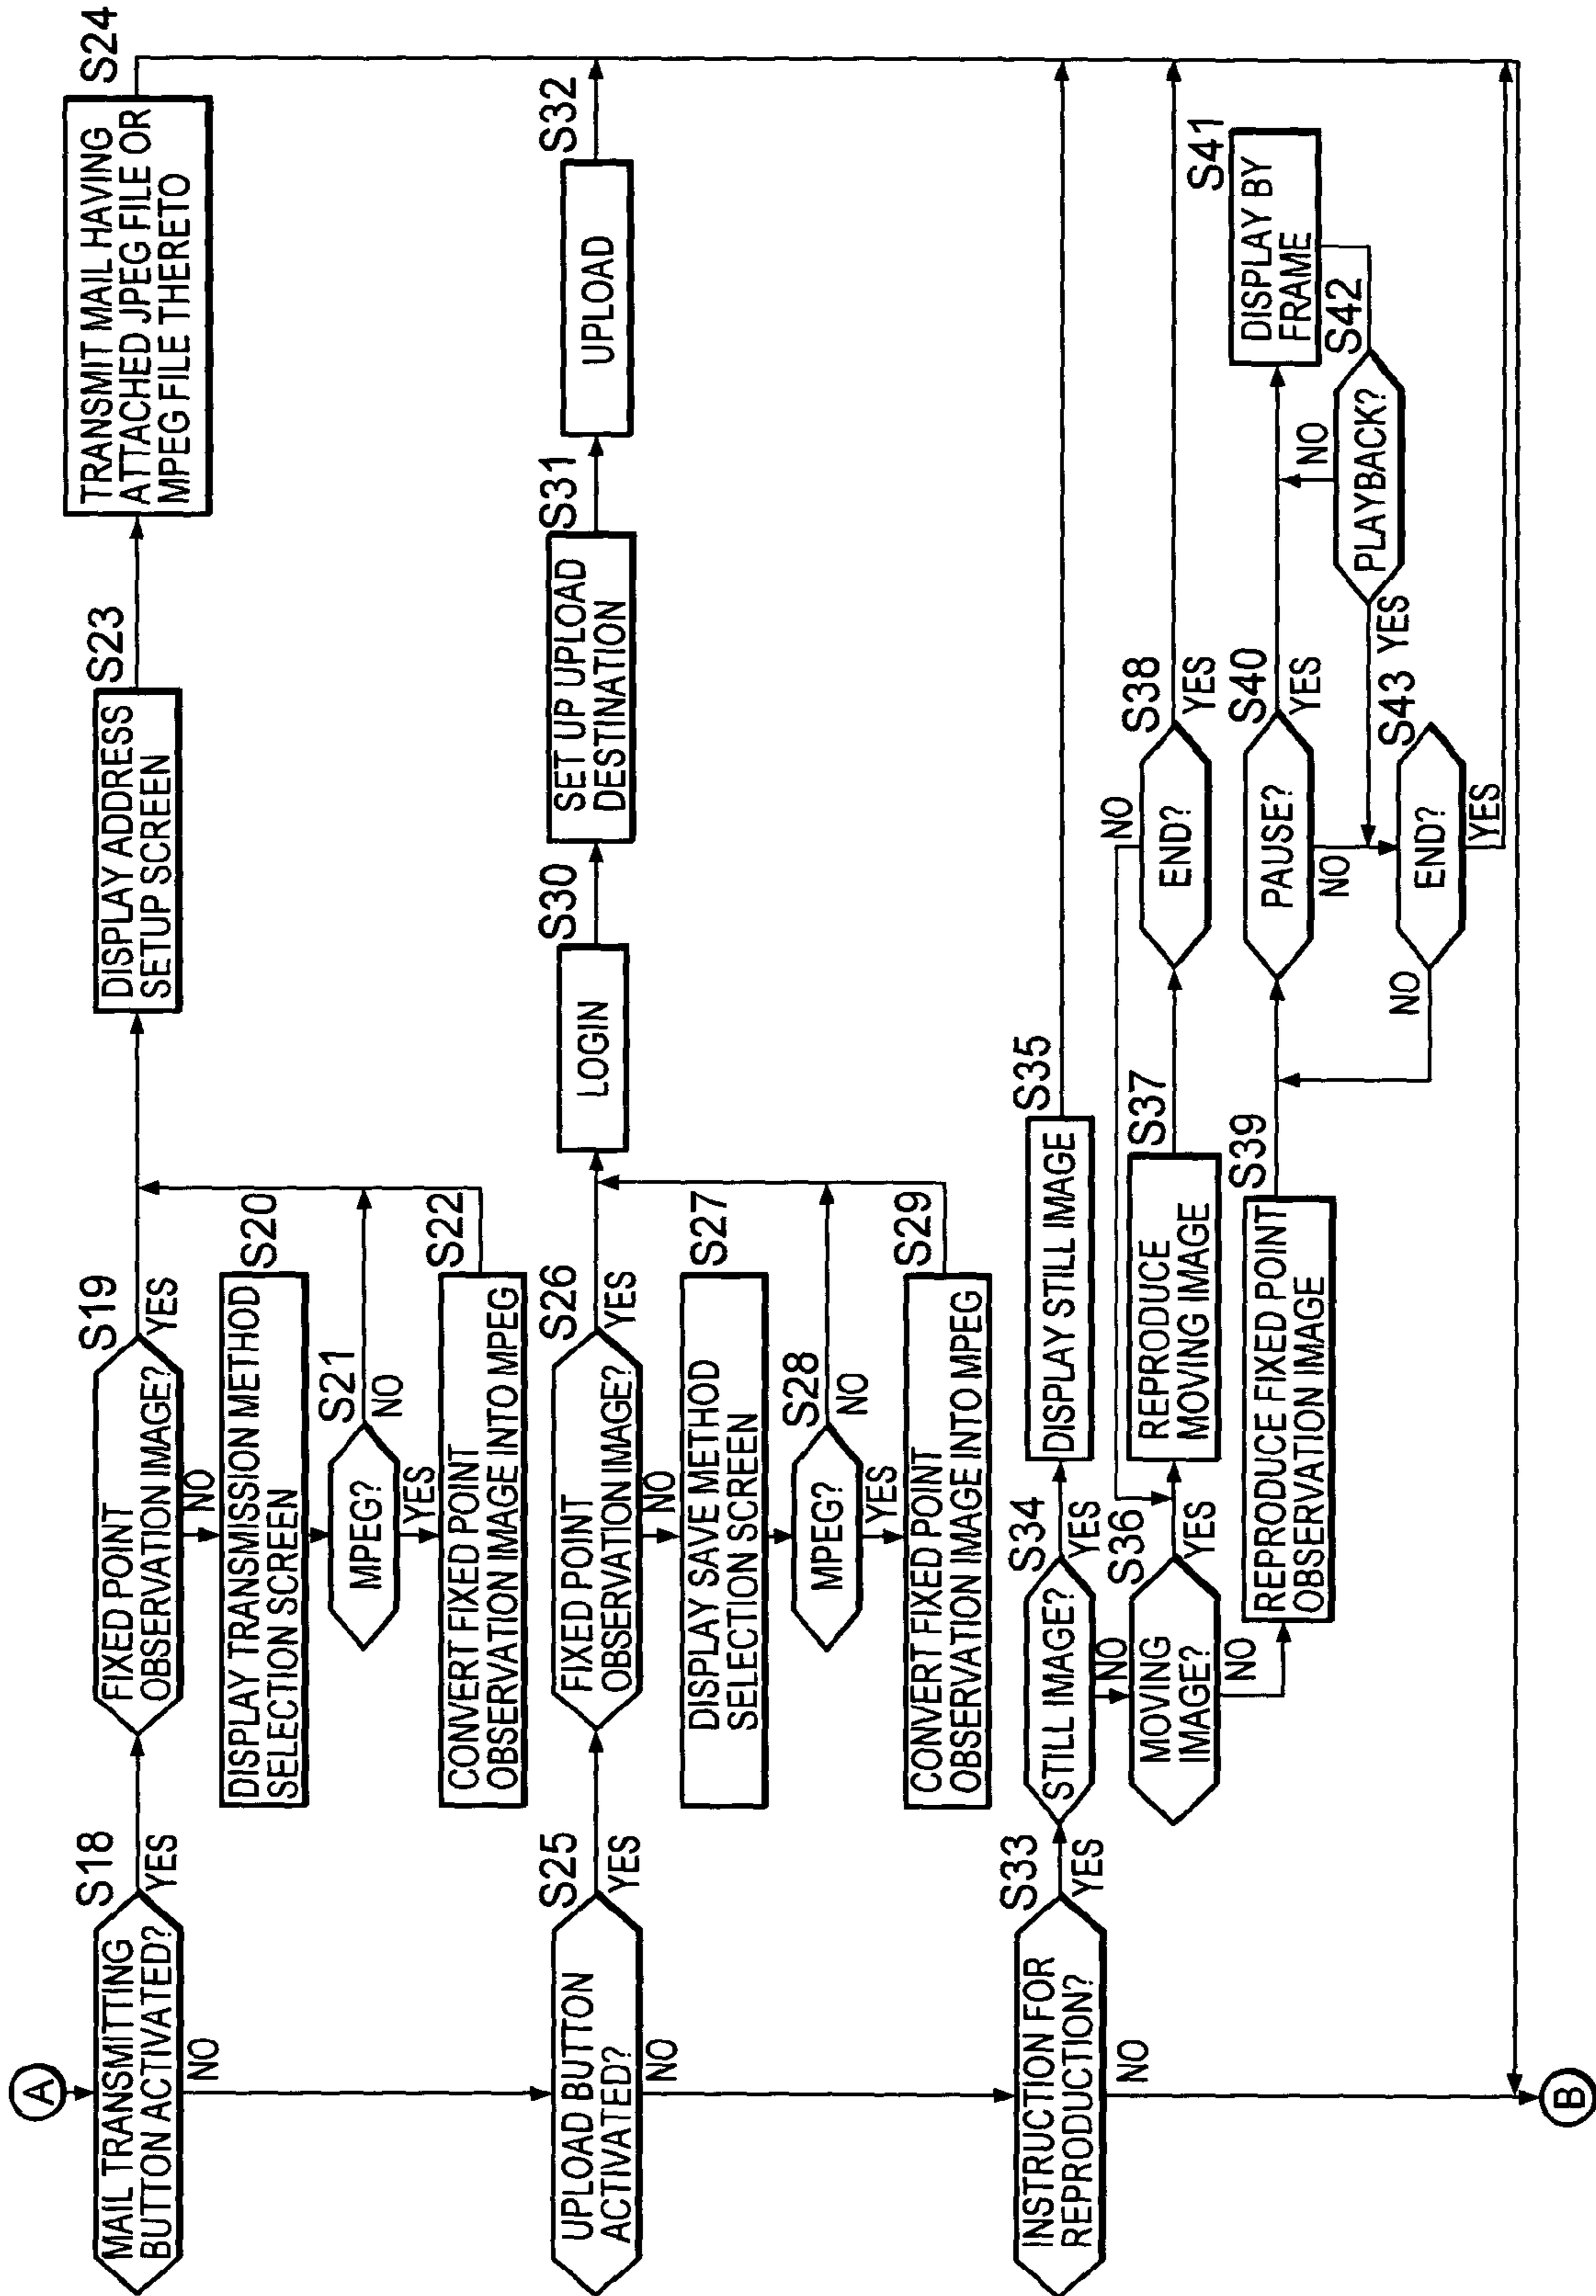 A
S18
MAIL TRANSMITTING
BUTTON ACTIVATED?
YES
NO
S19
FIXED POINT
OBSERVATION IMAGE?
YES
NO
S20
DISPLAY TRANSMISSION METHOD
SELECTION SCREEN
S21
MPEG?
NO
YES
S22
CONVERT FIXED POINT
OBSERVATION IMAGE INTO MPEG
S23
DISPLAY ADDRESS
SETUP SCREEN
S24
TRANSMIT MAIL HAVING
ATTACHED JPEG FILE OR
MPEG FILE THERETO
S25
UPLOAD BUTTON
ACTIVATED?
YES
NO
S26
FIXED POINT
OBSERVATION IMAGE?
YES
NO
S27
DISPLAY SAVE METHOD
SELECTION SCREEN
S28
MPEG?
NO
YES
S29
CONVERT FIXED POINT
OBSERVATION IMAGE INTO MPEG
S30
LOGIN
S31
SET UP UPLOAD
DESTINATION
S32
UPLOAD
S33
INSTRUCTION FOR
REPRODUCTION?
YES
NO
S34
STILL IMAGE?
YES
NO
S35
DISPLAY STILL IMAGE
S36
MOVING
IMAGE?
YES
NO
S37
REPRODUCE
MOVING IMAGE
S38
END?
NO
YES
S39
REPRODUCE FIXED POINT
OBSERVATION IMAGE
S40
PAUSE?
YES
NO
S41
DISPLAY BY
FRAME
S42
PLAYBACK?
NO
YES
S43
END?
NO
YES
B